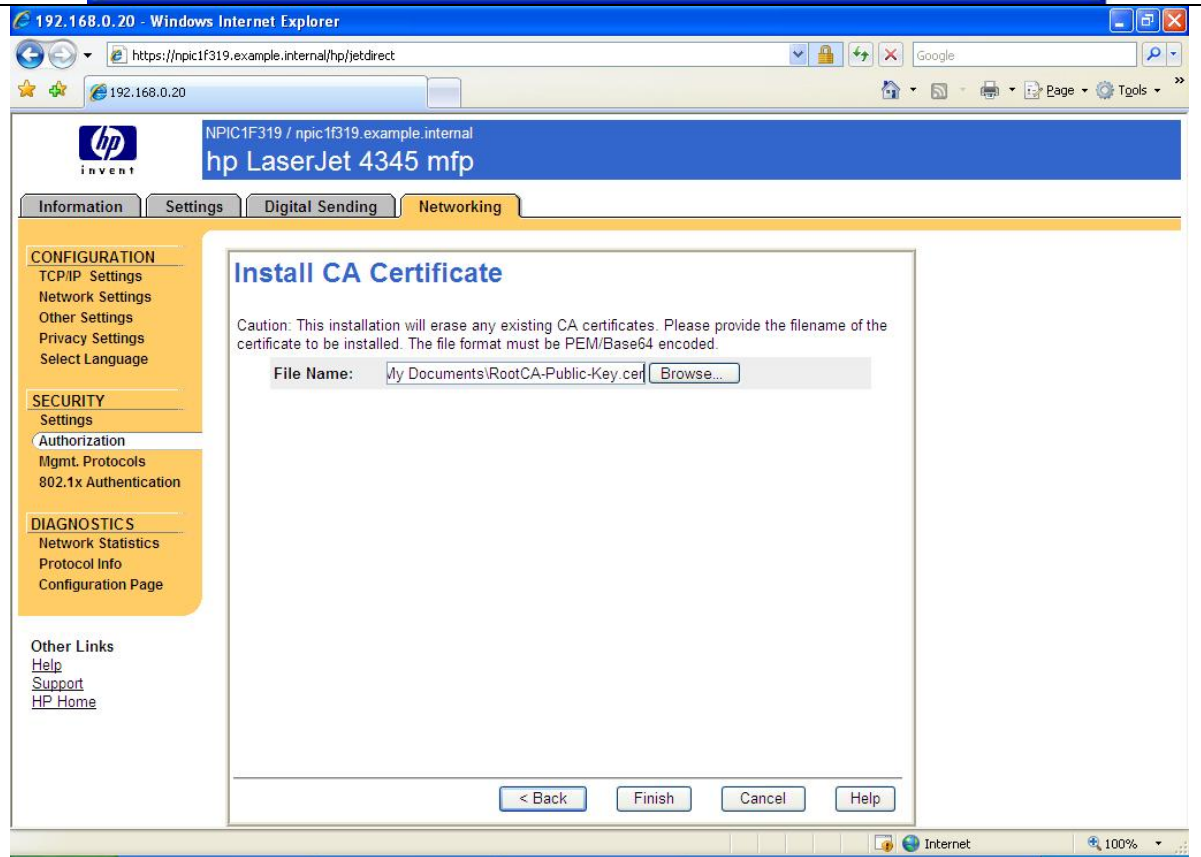 192.168.0.20 - Windows Internet Explorer
https://npic1f319.example.internal/hp/jetdirect
Google
192.168.0.20
Page
Tools
»
hp
invent
NPIC1F319 / npic1f319.example.internal
hp LaserJet 4345 mfp
Information
Settings
Digital Sending
Networking
CONFIGURATION
TCP/IP Settings
Network Settings
Other Settings
Privacy Settings
Select Language
SECURITY
Settings
Authorization
Mgmt. Protocols
802.1x Authentication
DIAGNOSTICS
Network Statistics
Protocol Info
Configuration Page
Other Links
Help
Support
HP Home
Install CA Certificate
Caution: This installation will erase any existing CA certificates. Please provide the filename of the
certificate to be installed. The file format must be PEM/Base64 encoded.
File Name: My Documents\RootCA-Public-Key.cer Browse...
< Back
Finish
Cancel
Help
Internet
100%